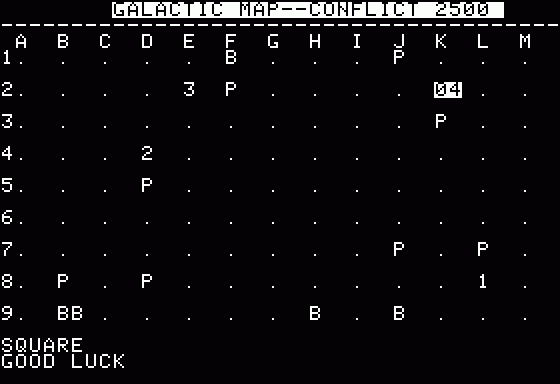 GALACTIC MAP--CONFLICT 2500
----------------------------------------
A B C D E F G H I J K L M
1. . . . . B . . . P . . .
2. . . . 3 P . . . . 04 . .
3. . . . . . . . . . P . .
4. . . 2 . . . . . . . . .
5. . . P . . . . . . . . .
6. . . . . . . . . . . . .
7. . . . . . . . . P . P .
8. P . P . . . . . . . 1 .
9. BB . . . . . B . B . . .
SQUARE
GOOD LUCK